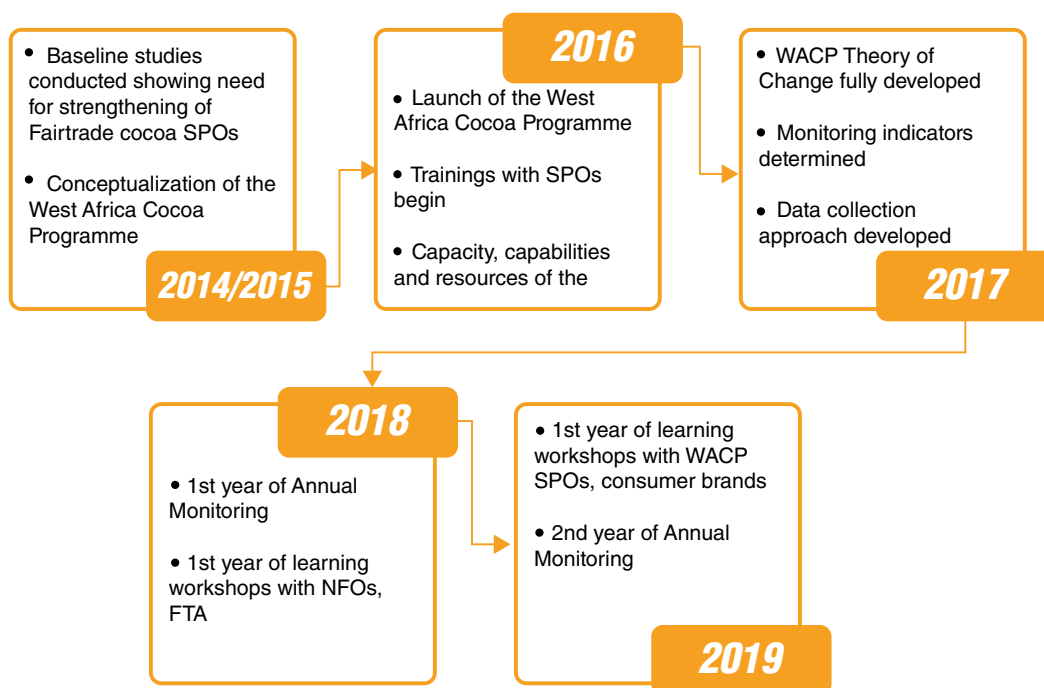 • Baseline studies
conducted showing need
for strengthening of
Fairtrade cocoa SPOs
• Conceptualization of the
West Africa Cocoa
Programme
2014/2015
2016
• Launch of the West
Africa Cocoa Programme
• Trainings with SPOs
begin
• Capacity, capabilities
and resources of the
• WACP Theory of
Change fully developed
• Monitoring indicators
determined
• Data collection
approach developed
2017
2018
• 1st year of Annual
Monitoring
• 1st year of learning
workshops with NFOs,
FTA
• 1st year of learning
workshops with WACP
SPOs, consumer brands
• 2nd year of Annual
Monitoring
2019